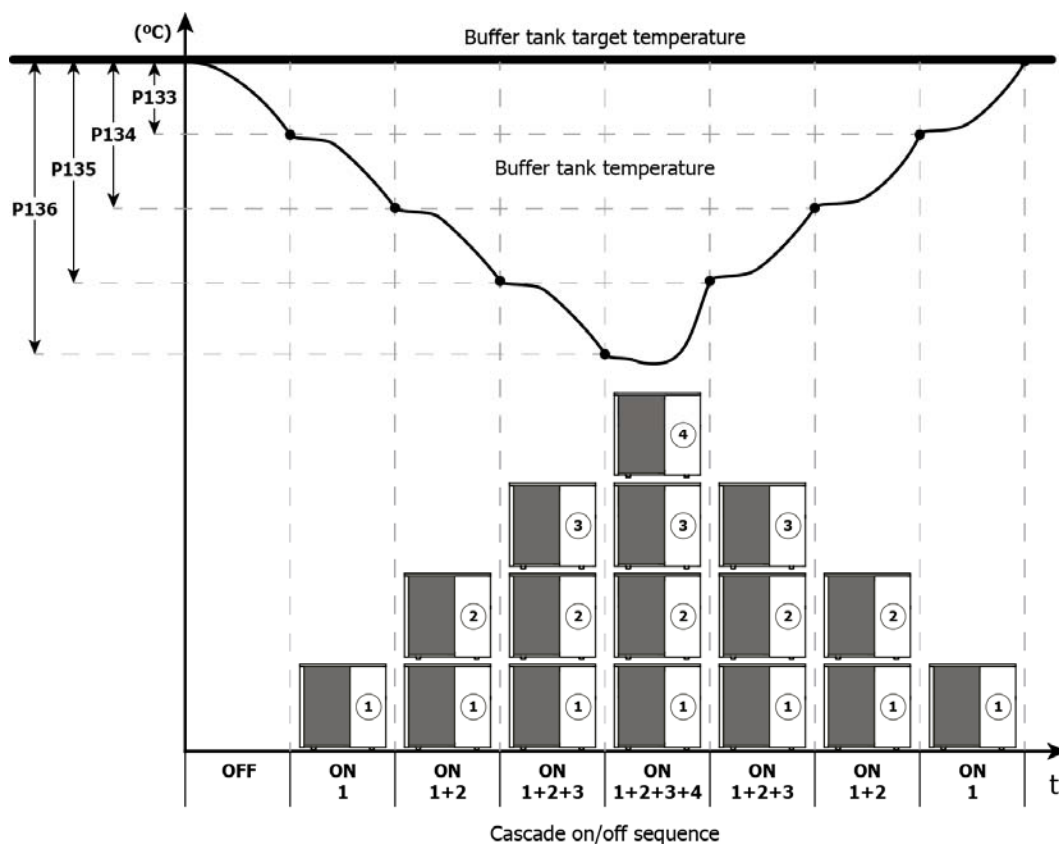 (ºC)
Buffer tank target temperature
P133
P134
P135
P136
Buffer tank temperature
4
3 3 3
2 2 2 2 2
1 1 1 1 1 1 1
OFF ON ON ON ON ON ON ON
1 1+2 1+2+3 1+2+3+4 1+2+3 1+2 1
t
Cascade on/off sequence